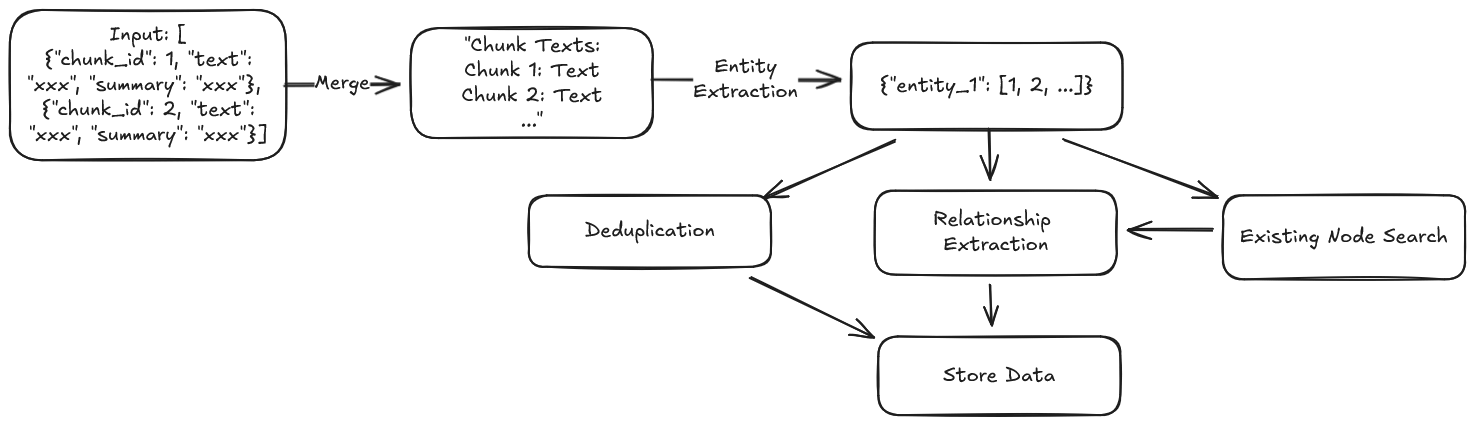 Input: [
{"chunk_id": 1, "text":
"xxx", "summary": "xxx"},
{"chunk_id": 2, "text":
"xxx", "summary": "xxx"}]
Merge
"Chunk Texts:
Chunk 1: Text
Chunk 2: Text
..."
Entity
Extraction
{"entity_1": [1, 2, ...]}
Deduplication
Relationship
Extraction
Existing Node Search
Store Data